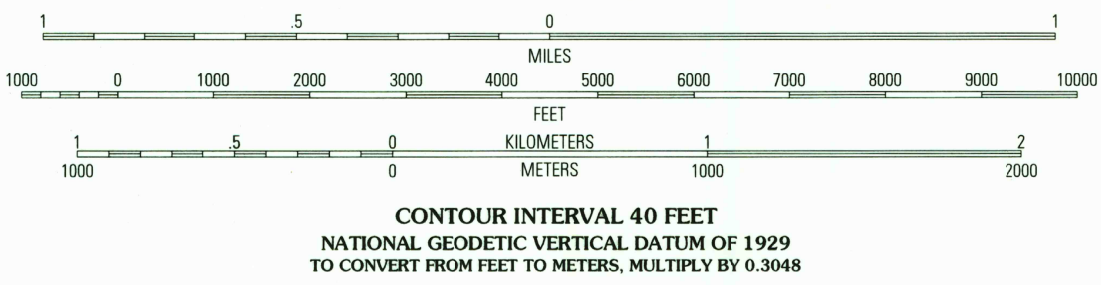 1 .5 0 1
MILES
1000 0 1000 2000 3000 4000 5000 6000 7000 8000 9000 10000
FEET
1 .5 0 KILOMETERS 1 2
1000 0 METERS 1000 2000
CONTOUR INTERVAL 40 FEET
NATIONAL GEODETIC VERTICAL DATUM OF 1929
TO CONVERT FROM FEET TO METERS, MULTIPLY BY 0.3048